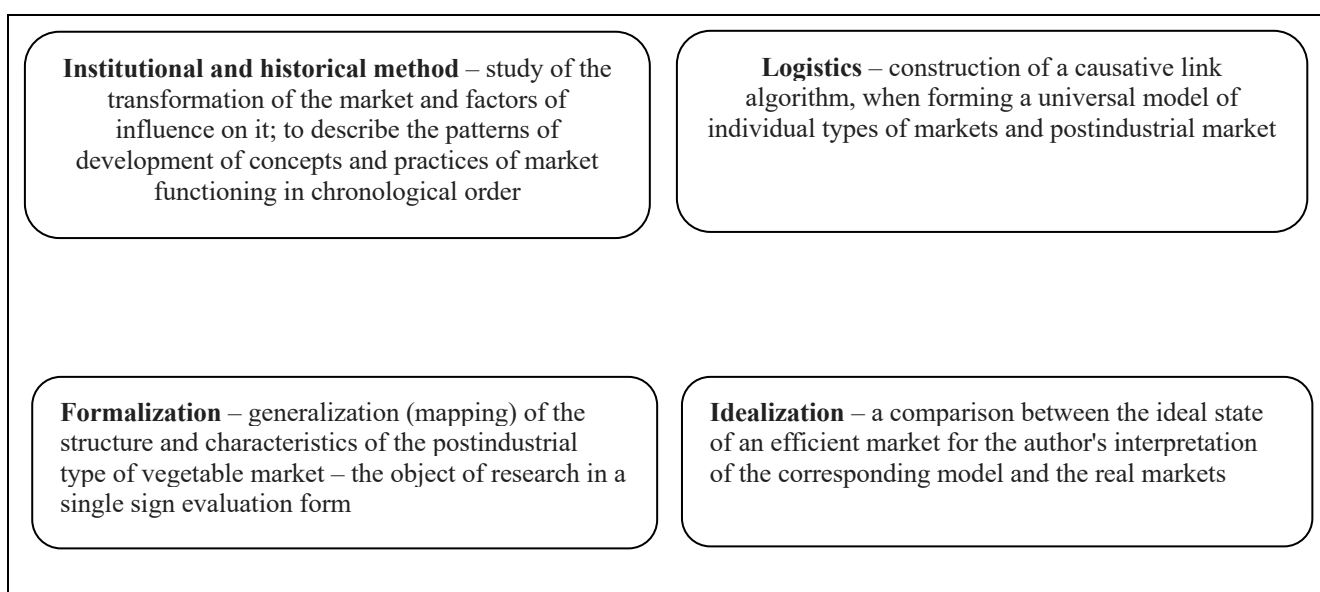 Institutional and historical method – study of the
transformation of the market and factors of
influence on it; to describe the patterns of
development of concepts and practices of market
functioning in chronological order
Logistics – construction of a causative link
algorithm, when forming a universal model of
individual types of markets and postindustrial market
Formalization – generalization (mapping) of the
structure and characteristics of the postindustrial
type of vegetable market – the object of research in a
single sign evaluation form
Idealization – a comparison between the ideal state
of an efficient market for the author's interpretation
of the corresponding model and the real markets